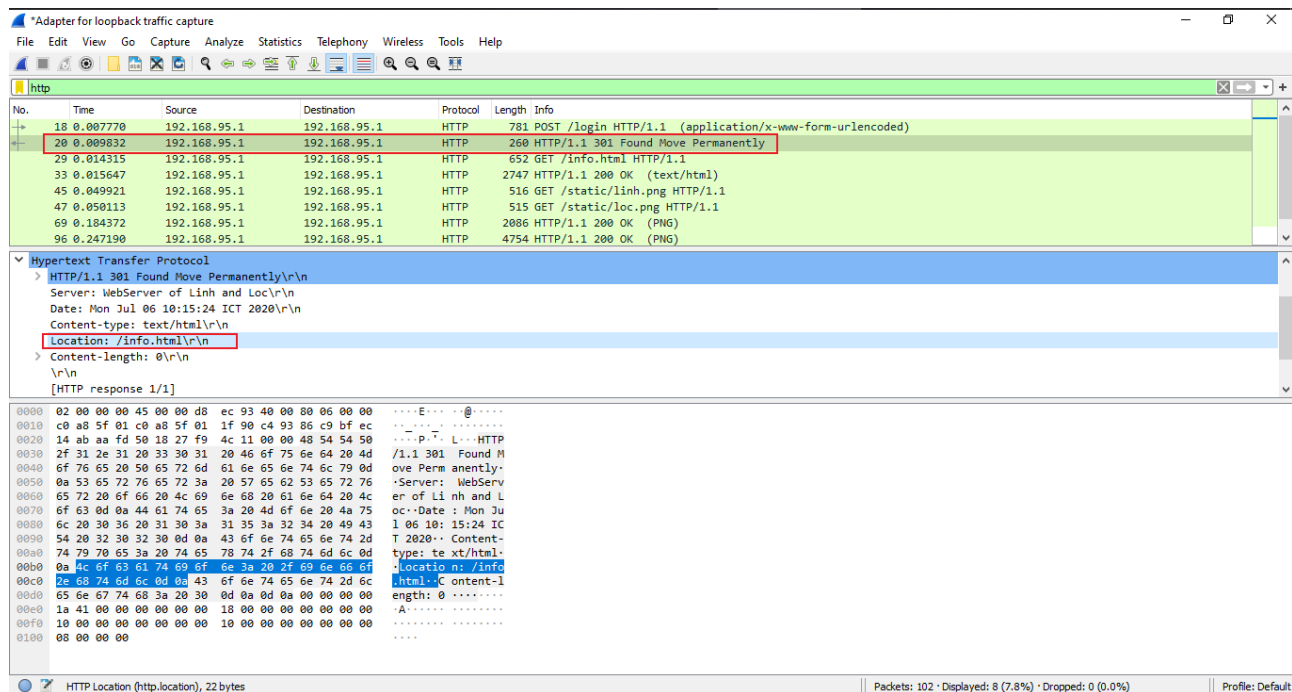 *Adapter for loopback traffic capture
File Edit View Go Capture Analyze Statistics Telephony Wireless Tools Help
http
No. Time Source Destination Protocol Length Info
18 0.007770 192.168.95.1 192.168.95.1 HTTP 781 POST /login HTTP/1.1 (application/x-www-form-urlencoded)
20 0.009832 192.168.95.1 192.168.95.1 HTTP 260 HTTP/1.1 301 Found Move Permanently
29 0.014315 192.168.95.1 192.168.95.1 HTTP 652 GET /info.html HTTP/1.1
33 0.015647 192.168.95.1 192.168.95.1 HTTP 2747 HTTP/1.1 200 OK (text/html)
45 0.049921 192.168.95.1 192.168.95.1 HTTP 516 GET /static/linh.png HTTP/1.1
47 0.050113 192.168.95.1 192.168.95.1 HTTP 515 GET /static/loc.png HTTP/1.1
69 0.184372 192.168.95.1 192.168.95.1 HTTP 2086 HTTP/1.1 200 OK (PNG)
96 0.247190 192.168.95.1 192.168.95.1 HTTP 4754 HTTP/1.1 200 OK (PNG)
Hypertext Transfer Protocol
HTTP/1.1 301 Found Move Permanently\r\n
Server: WebServer of Linh and Loc\r\n
Date: Mon Jul 06 10:15:24 ICT 2020\r\n
Content-type: text/html\r\n
Location: /info.html\r\n
Content-length: 0\r\n
\r\n
[HTTP response 1/1]
0000 02 00 00 00 45 00 00 d8 ec 93 40 00 80 06 00 00 ····E··· ··@·····
0010 c0 a8 5f 01 c0 a8 5f 01 1f 90 c4 93 86 c9 bf ec ··_···_· ········
0020 14 ab aa fd 50 18 27 f9 4c 11 00 00 48 54 54 50 ····P·'· L···HTTP
0030 2f 31 2e 31 20 33 30 31 20 46 6f 75 6e 64 20 4d /1.1 301 Found M
0040 6f 76 65 20 50 65 72 6d 61 6e 65 6e 74 6c 79 0d ove Perm anently·
0050 0a 53 65 72 76 65 72 3a 20 57 65 62 53 65 72 76 ·Server: WebServ
0060 65 72 20 6f 66 20 4c 69 6e 68 20 61 6e 64 20 4c er of Li nh and L
0070 6f 63 0d 0a 44 61 74 65 3a 20 4d 6f 6e 20 4a 75 oc··Date : Mon Ju
0080 6c 20 30 36 20 31 30 3a 31 35 3a 32 34 20 49 43 l 06 10: 15:24 IC
0090 54 20 32 30 32 30 0d 0a 43 6f 6e 74 65 6e 74 2d T 2020·· Content-
00a0 74 79 70 65 3a 20 74 65 78 74 2f 68 74 6d 6c 0d type: te xt/html·
00b0 0a 4c 6f 63 61 74 69 6f 6e 3a 20 2f 69 6e 66 6f ·Locatio n: /info
00c0 2e 68 74 6d 6c 0d 0a 43 6f 6e 74 65 6e 74 2d 6c .html··C ontent-l
00d0 65 6e 67 74 68 3a 20 30 0d 0a 0d 0a 00 00 00 00 ength: 0 ········
00e0 1a 41 00 00 00 00 00 00 18 00 00 00 00 00 00 00 ·A······ ········
00f0 10 00 00 00 00 00 00 00 10 00 00 00 00 00 00 00 ········ ········
0100 08 00 00 00 ····
HTTP Location (http.location), 22 bytes Packets: 102 · Displayed: 8 (7.8%) · Dropped: 0 (0.0%) Profile: Default